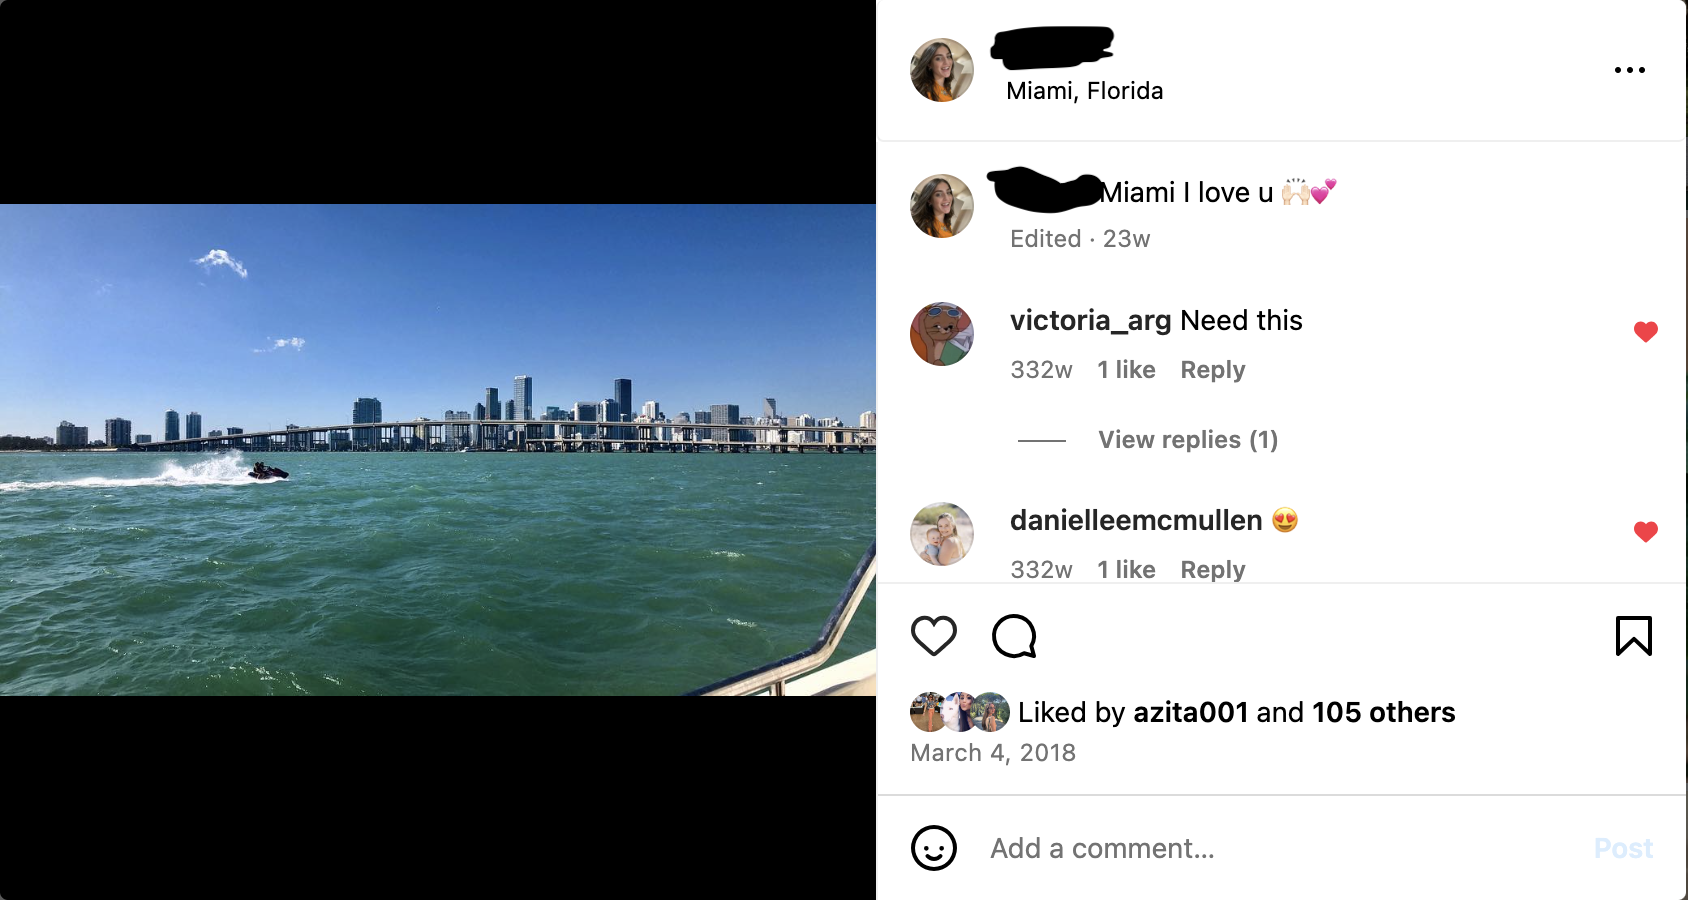 Miami, Florida
Miami I love u 🙌🏻💕
Edited · 23w
victoria_arg Need this
332w 1 like Reply
View replies (1)
danielleemcmullen 😍
332w 1 like Reply
Liked by azita001 and 105 others
March 4, 2018
Add a comment...
Post